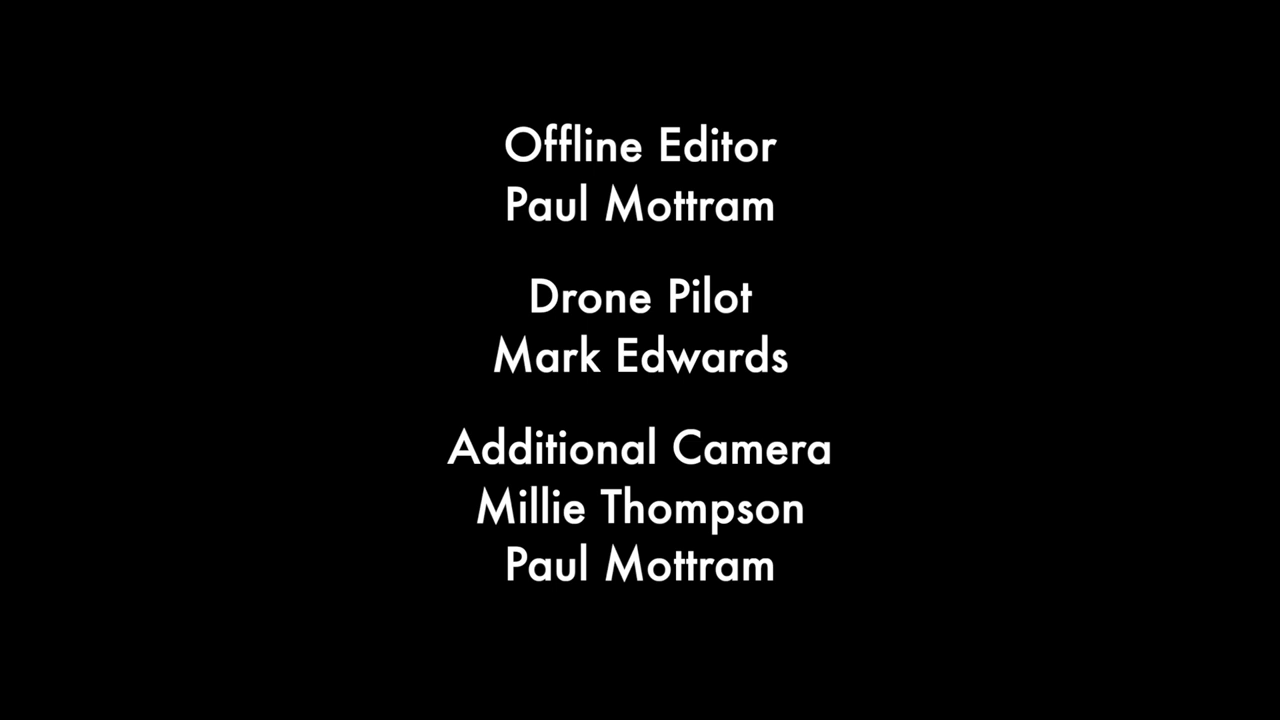 Offline Editor
Paul Mottram
Drone Pilot
Mark Edwards
Additional Camera
Millie Thompson
Paul Mottram